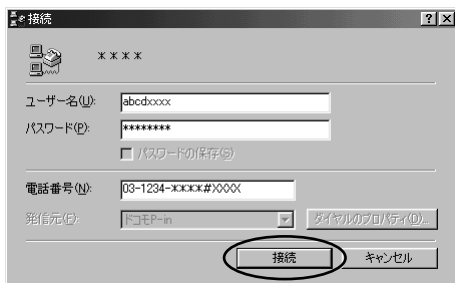 接続
＊＊＊＊
ユーザー名(U): abcdxxxx
パスワード(P): ********
パスワードの保存(S)
電話番号(N): 03-1234-××××#XXXX
発信元(F): ドコモP-in ダイヤルのプロパティ(D)...
接続 キャンセル